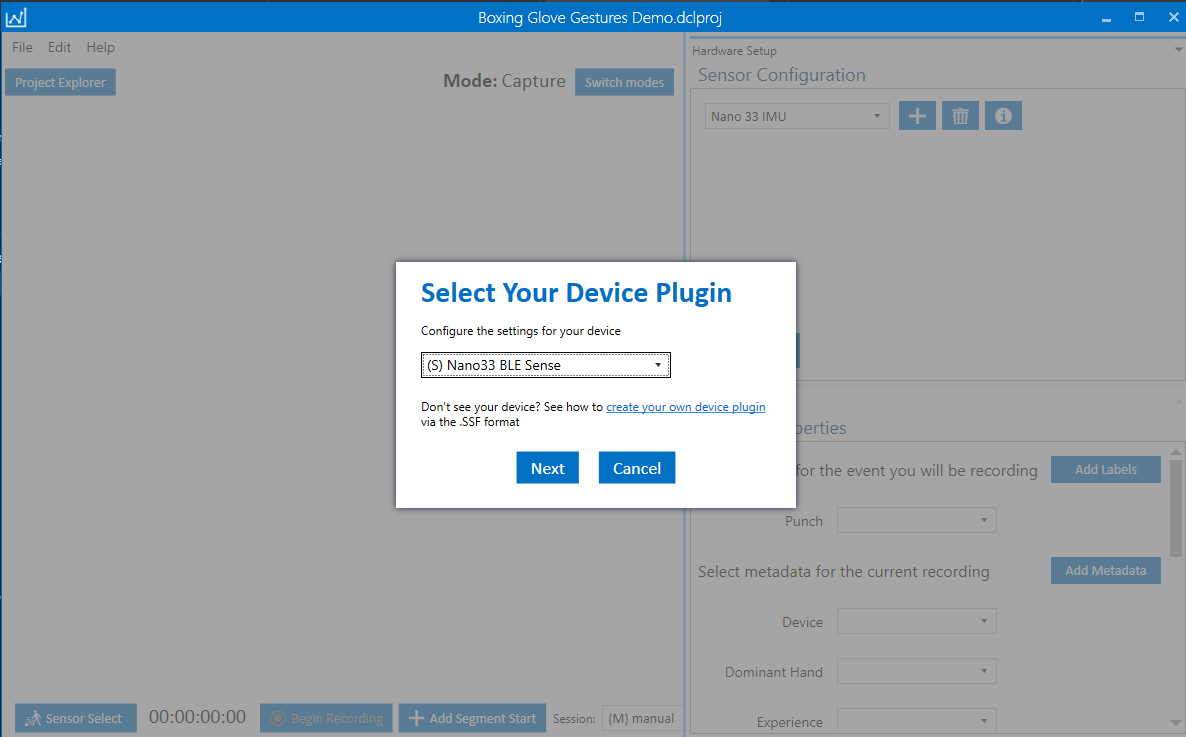 Boxing Glove Gestures Demo.dclproj
File Edit Help
Project Explorer
Mode: Capture
Switch modes
Hardware Setup
Sensor Configuration
Nano 33 IMU
Select Your Device Plugin
Configure the settings for your device
(S) Nano33 BLE Sense
Don't see your device? See how to create your own device plugin
via the .SSF format
Next
Cancel
perties
for the event you will be recording
Add Labels
Punch
Select metadata for the current recording
Add Metadata
Device
Dominant Hand
Experience
Sensor Select
00:00:00:00
Begin Recording
Add Segment Start
Session:
(M) manual